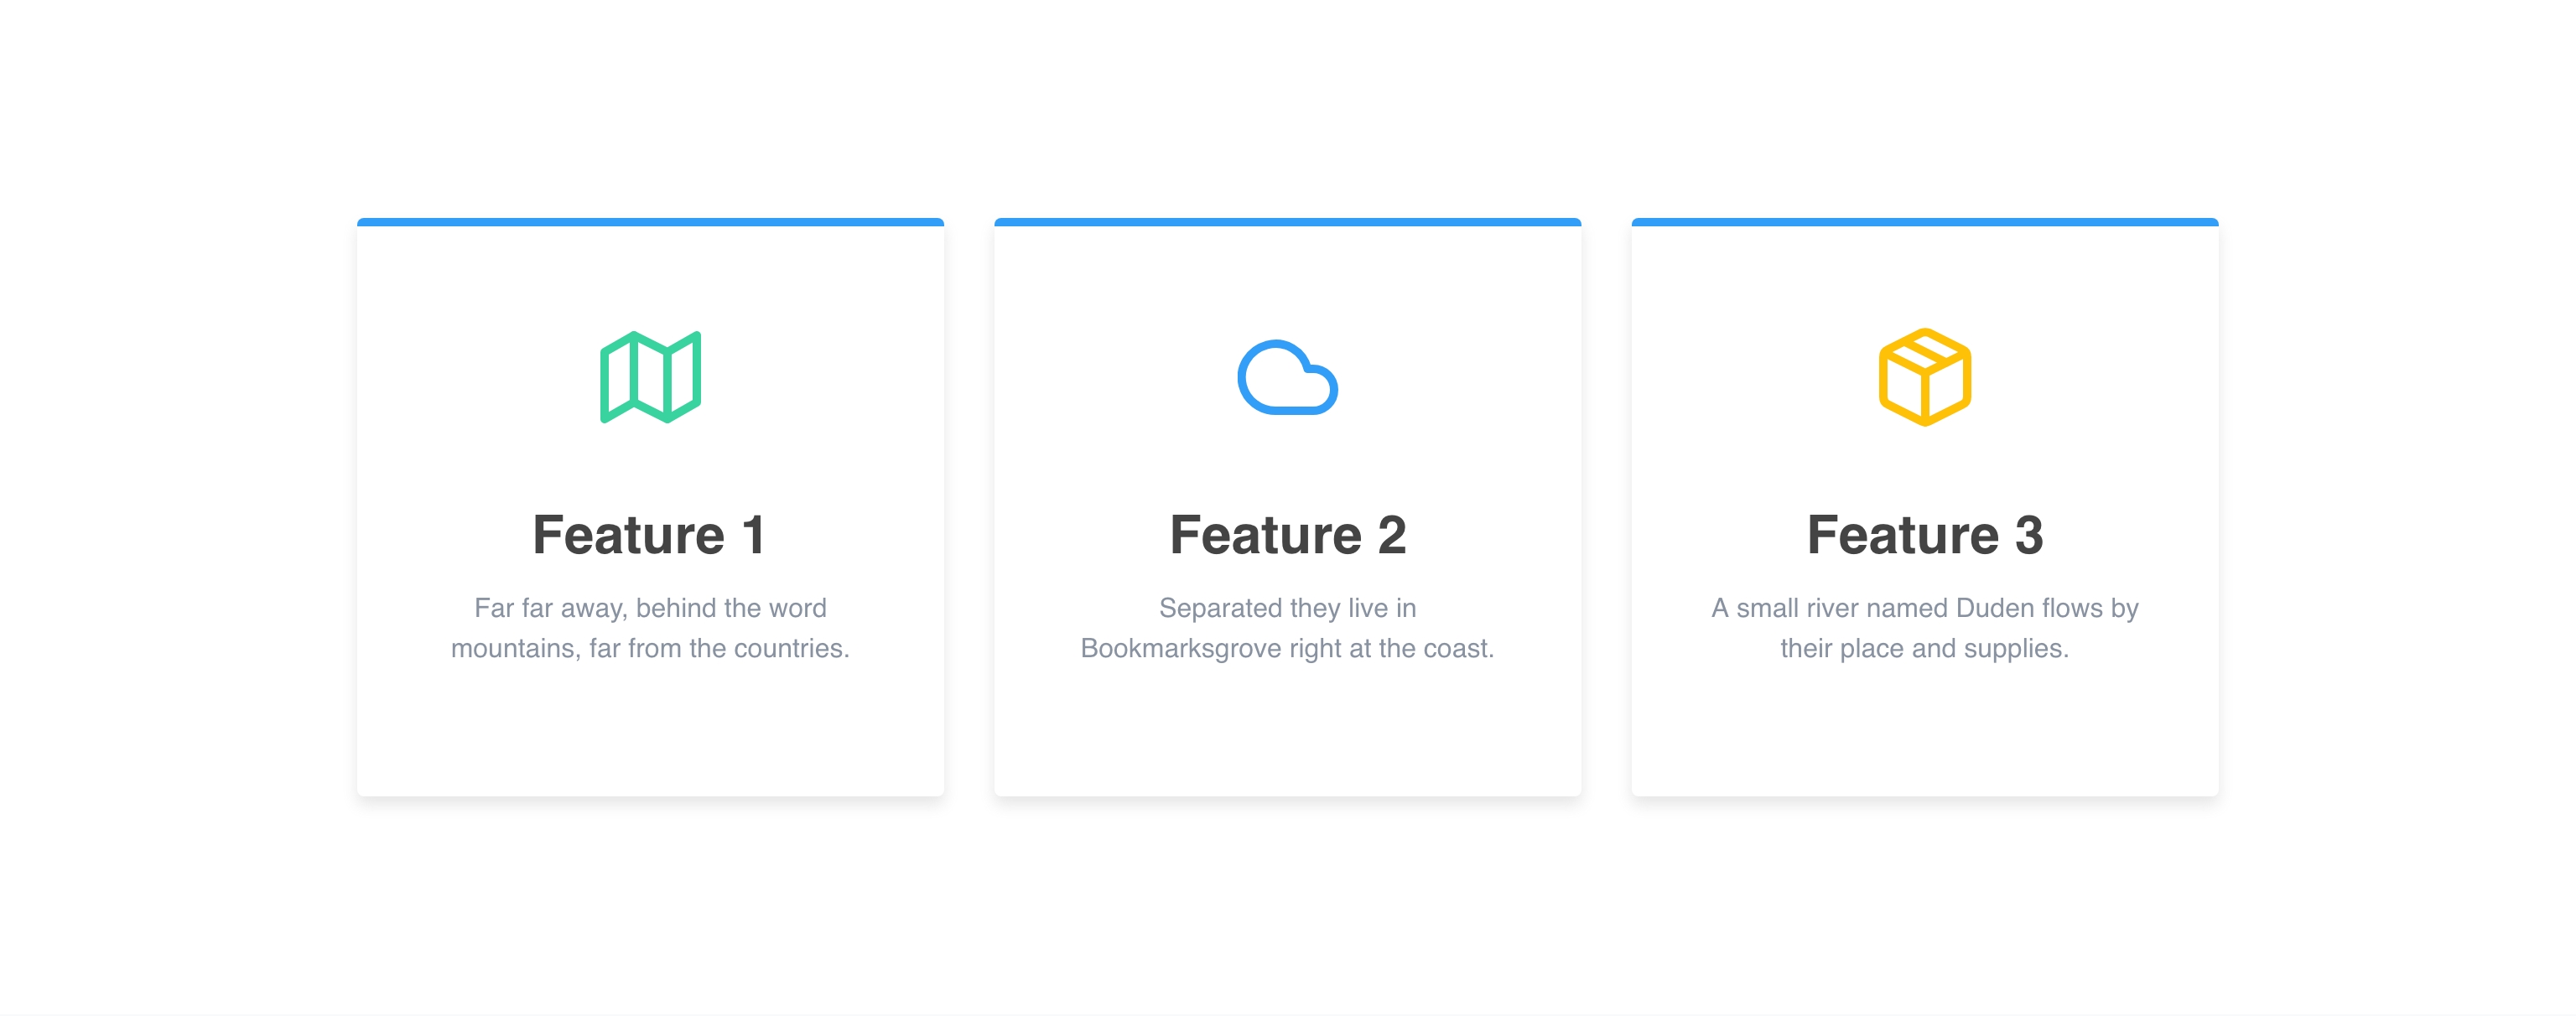 Feature 1
Far far away, behind the word
mountains, far from the countries.
Feature 2
Separated they live in
Bookmarksgrove right at the coast.
Feature 3
A small river named Duden flows by
their place and supplies.